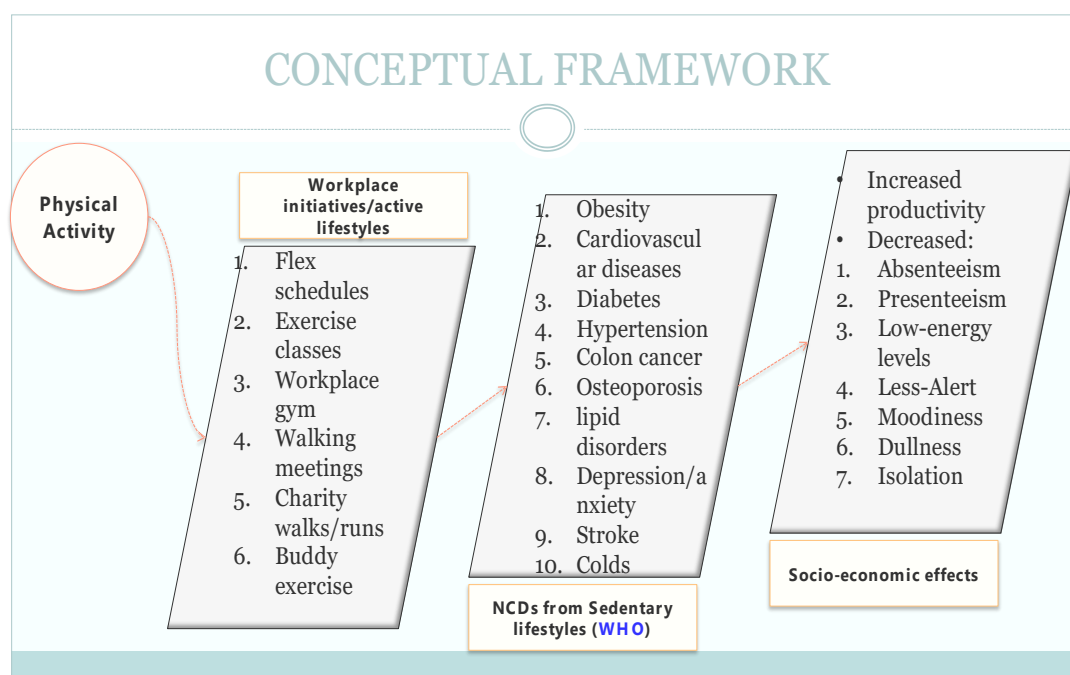 CONCEPTUAL FRAMEWORK
Physical
Activity
Workplace
initiatives/active
lifestyles
1. Flex
schedules
2. Exercise
classes
3. Workplace
gym
4. Walking
meetings
5. Charity
walks/runs
6. Buddy
exercise
1. Obesity
2. Cardiovascul
ar diseases
3. Diabetes
4. Hypertension
5. Colon cancer
6. Osteoporosis
7. lipid
disorders
8. Depression/a
nxiety
9. Stroke
10. Colds
NCDs from Sedentary
lifestyles (WHO)
• Increased
productivity
• Decreased:
1. Absenteeism
2. Presenteeism
3. Low-energy
levels
4. Less-Alert
5. Moodiness
6. Dullness
7. Isolation
Socio-economic effects